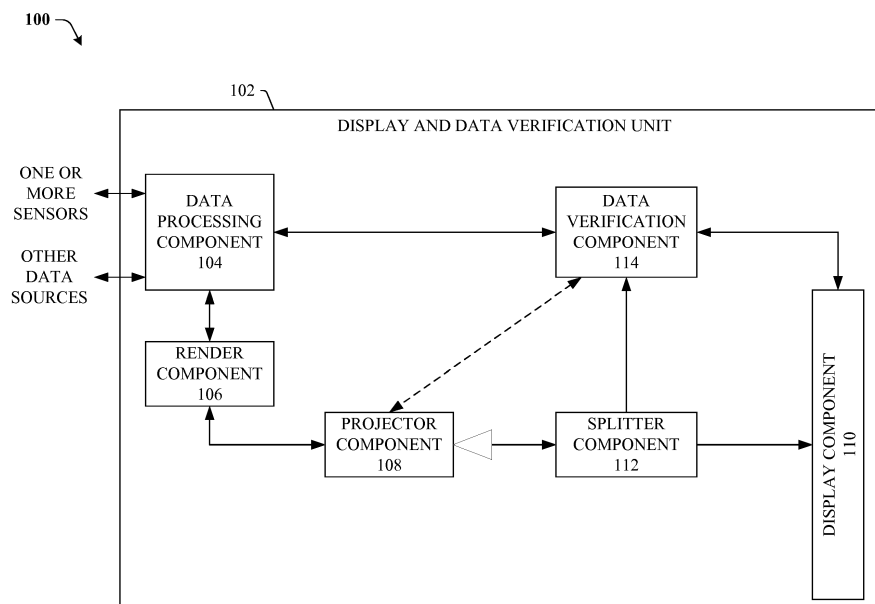 100
102
DISPLAY AND DATA VERIFICATION UNIT
ONE OR
MORE
SENSORS
DATA
PROCESSING
COMPONENT
104
DATA
VERIFICATION
COMPONENT
114
OTHER
DATA
SOURCES
RENDER
COMPONENT
106
PROJECTOR
COMPONENT
108
SPLITTER
COMPONENT
112
DISPLAY COMPONENT
110